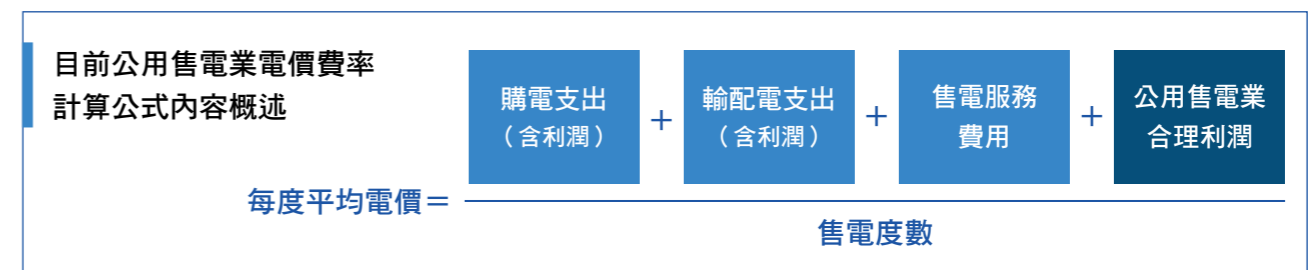 目前公用售電業電價費率
計算公式內容概述
每度平均電價＝
購電支出
（含利潤）
＋
輸配電支出
（含利潤）
＋
售電服務
費用
＋
公用售電業
合理利潤
售電度數